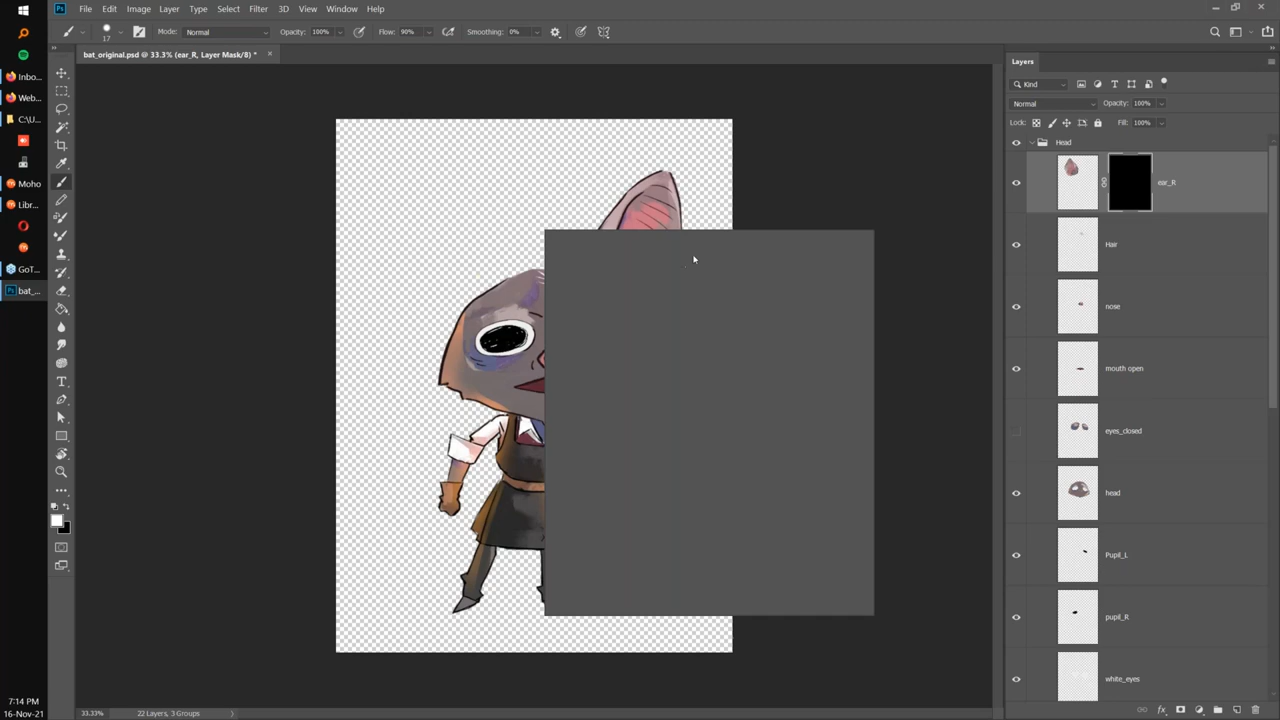 File Edit Image Layer Type Select Filter 3D View Window Help
17 Mode: Normal Opacity: 100% Flow: 90% Smoothing: 0%
bat_original.psd @ 33.3% (ear_R, Layer Mask/8) *
Inbo...
Web...
C:\U...
Moho
Libr...
GoT...
bat_...
7:14 PM
16-Nov-21
33.33% 22 Layers, 3 Groups
Layers
Kind
Normal Opacity: 100%
Lock: Fill: 100%
Head
ear_R
Hair
nose
mouth open
eyes_closed
head
Pupil_L
pupil_R
white_eyes